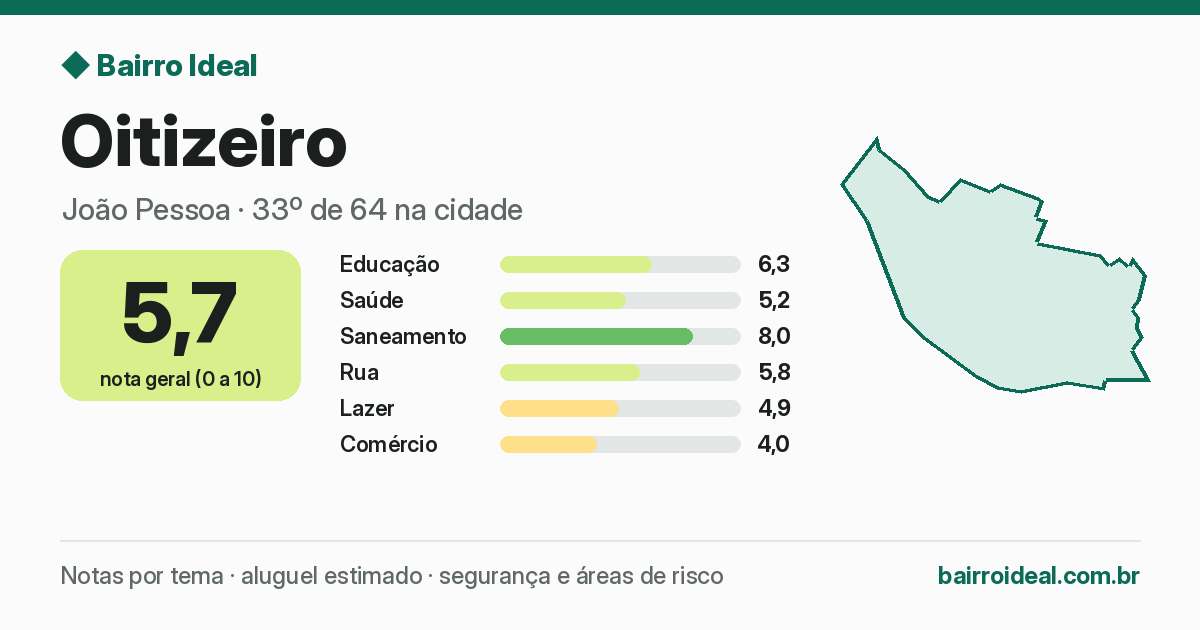 Bairro Ideal
Oitizeiro
João Pessoa · 33º de 64 na cidade
5,7
nota geral (0 a 10)
Educação 6,3
Saúde 5,2
Saneamento 8,0
Rua 5,8
Lazer 4,9
Comércio 4,0
Notas por tema · aluguel estimado · segurança e áreas de risco
bairroideal.com.br